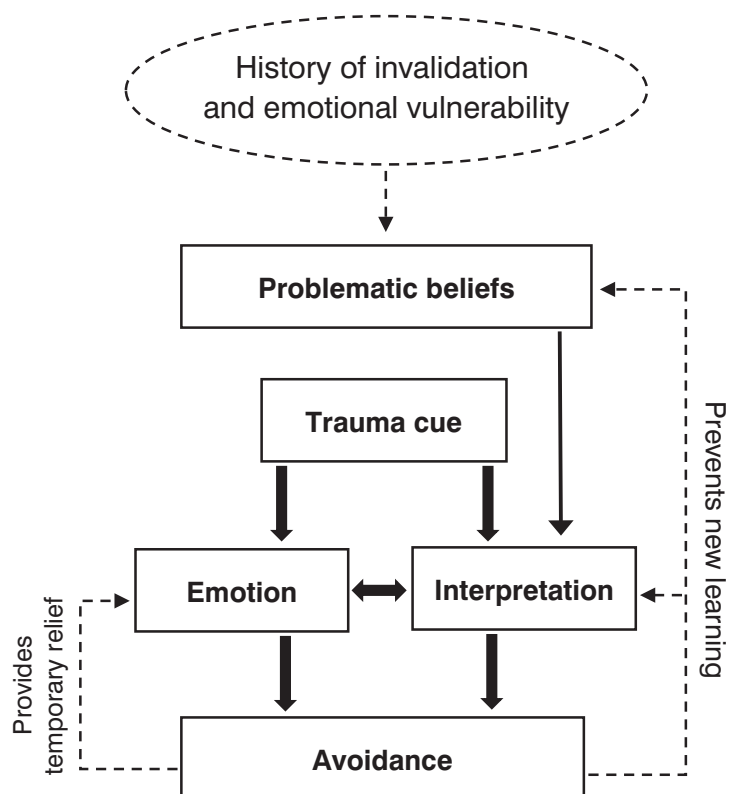 History of invalidation
and emotional vulnerability
Problematic beliefs
Trauma cue
Emotion
Interpretation
Avoidance
Provides
temporary relief
Prevents new learning